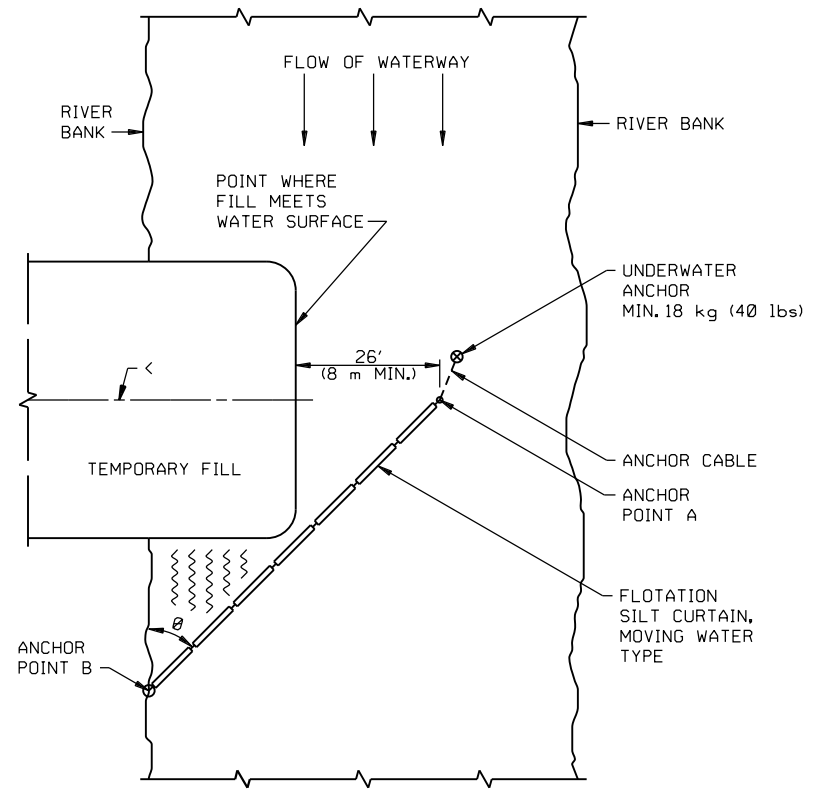 FLOW OF WATERWAY
RIVER
BANK
RIVER BANK
POINT WHERE
FILL MEETS
WATER SURFACE
UNDERWATER
ANCHOR
MIN. 18 kg (40 lbs)
26'
(8 m MIN.)
TEMPORARY FILL
ANCHOR CABLE
ANCHOR
POINT A
FLOTATION
SILT CURTAIN,
MOVING WATER
TYPE
ANCHOR
POINT B